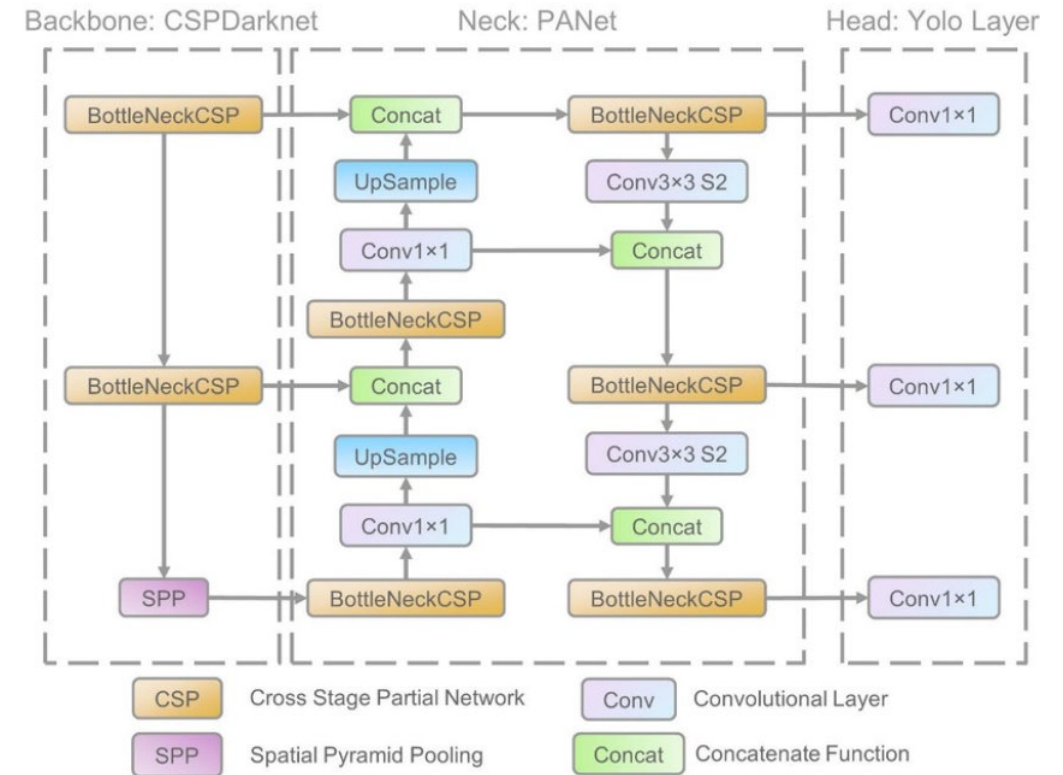 Backbone: CSPDarknet Neck: PANet Head: Yolo Layer
BottleNeckCSP Concat BottleNeckCSP Conv1×1
UpSample Conv3×3 S2
Conv1×1 Concat
BottleNeckCSP
BottleNeckCSP Concat BottleNeckCSP Conv1×1
UpSample Conv3×3 S2
Conv1×1 Concat
SPP BottleNeckCSP BottleNeckCSP Conv1×1
CSP Cross Stage Partial Network Conv Convolutional Layer
SPP Spatial Pyramid Pooling Concat Concatenate Function